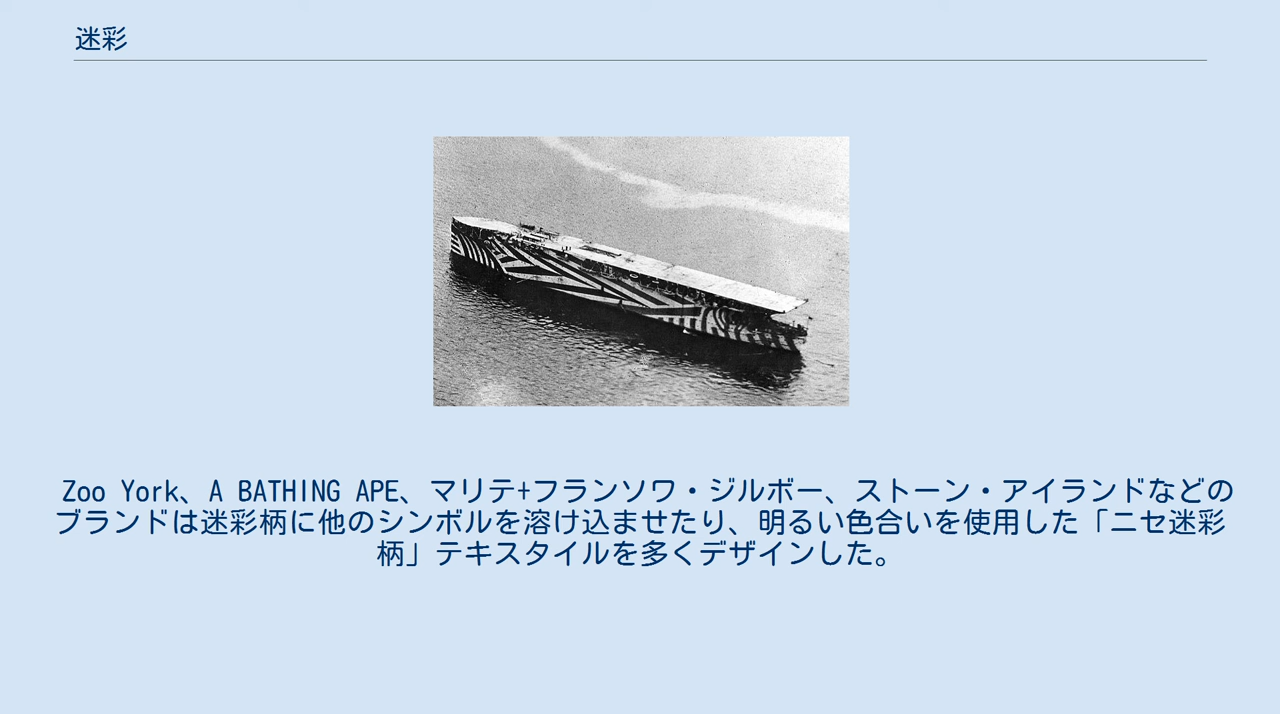 迷彩
Zoo York、A BATHING APE、マリテ+フランソワ・ジルボー、ストーン・アイランドなどの
ブランドは迷彩柄に他のシンボルを溶け込ませたり、明るい色合いを使用した「ニセ迷彩
柄」テキスタイルを多くデザインした。